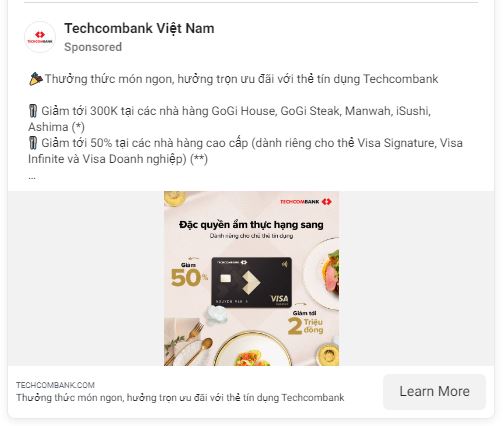 Techcombank Việt Nam
TECHCOMBANK
Sponsored
Thưởng thức món ngon, hưởng trọn ưu đãi với thẻ tín dụng Techcombank
Giảm tới 300K tại các nhà hàng GoGi House, GoGi Steak, Manwah, iSushi,
Ashima (*)
Giảm tới 50% tại các nhà hàng cao cấp (dành riêng cho thẻ Visa Signature, Visa
Infinite và Visa Doanh nghiệp) (**)
...
TECHCOMBANK
Đặc quyền ẩm thực hạng sang
Dành riêng cho chủ thẻ tín dụng
Giảm
50%
TECHCOMBANK
NGUYEN VAN A
VISA
Giảm tới
2 Triệu
đồng
TECHCOMBANK.COM
Thưởng thức món ngon, hưởng trọn ưu đãi với thẻ tín dụng Techcombank
Learn More